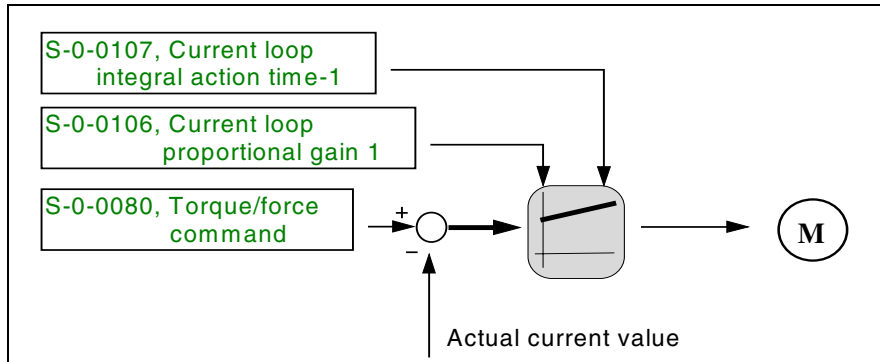 S-0-0107, Current loop
integral action time-1
S-0-0106, Current loop
proportional gain 1
S-0-0080, Torque/force
command
+
−
M
Actual current value